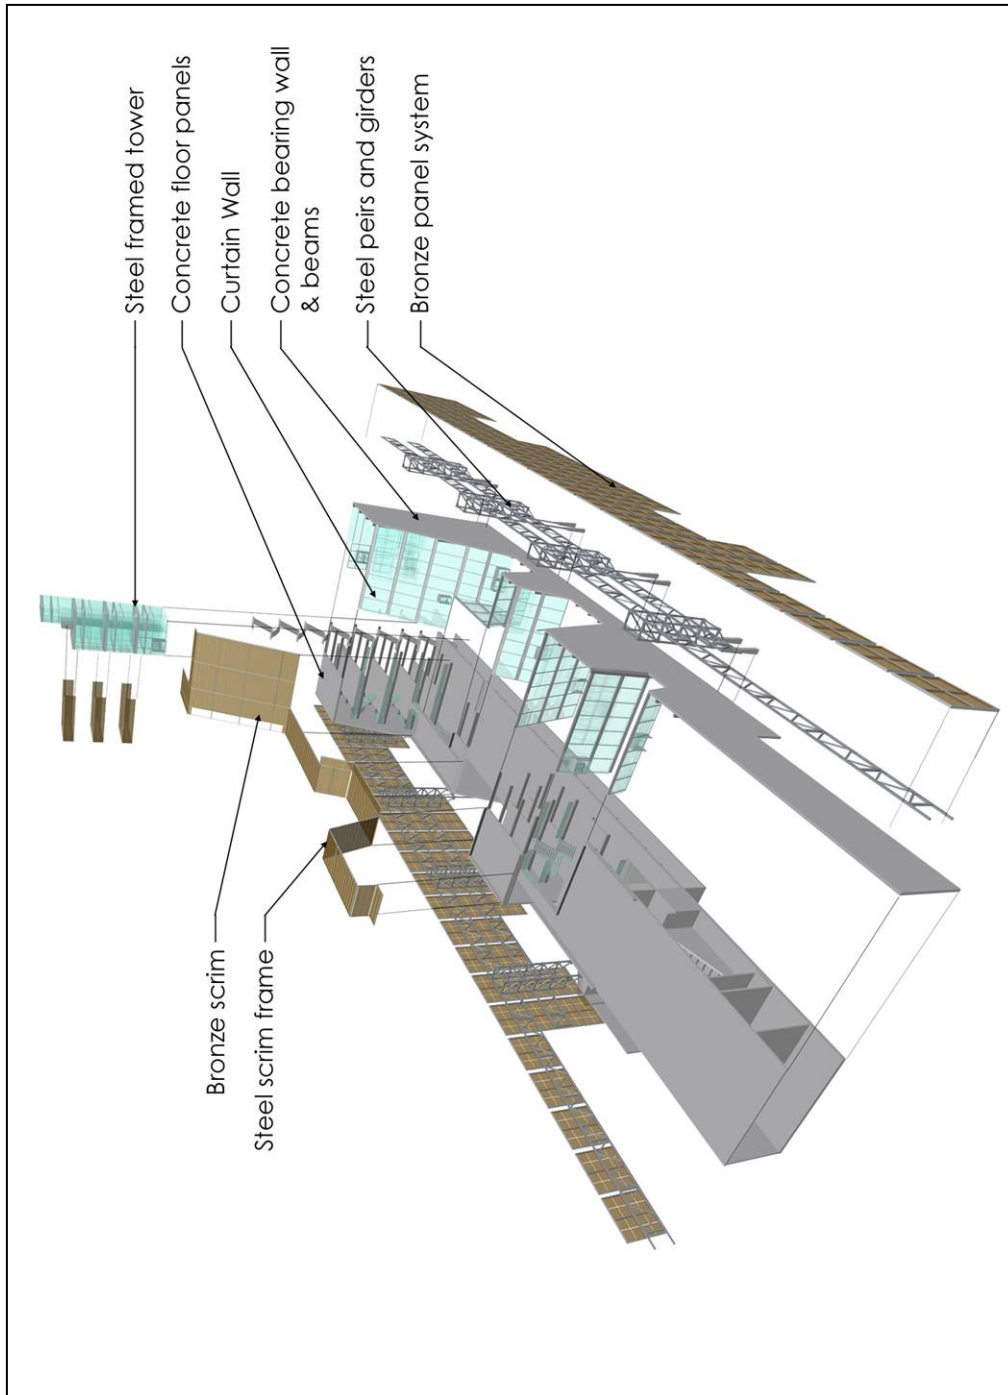 Steel framed tower
Concrete floor panels
Curtain Wall
Concrete bearing wall
& beams
Steel peirs and girders
Bronze panel system
Bronze scrim
Steel scrim frame